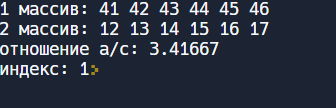 1 массив: 41 42 43 44 45 46
2 массив: 12 13 14 15 16 17
отношение a/c: 3.41667
индекс: 1>